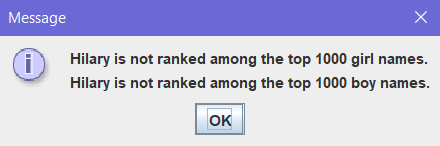 Message
Hilary is not ranked among the top 1000 girl names.
Hilary is not ranked among the top 1000 boy names.
OK